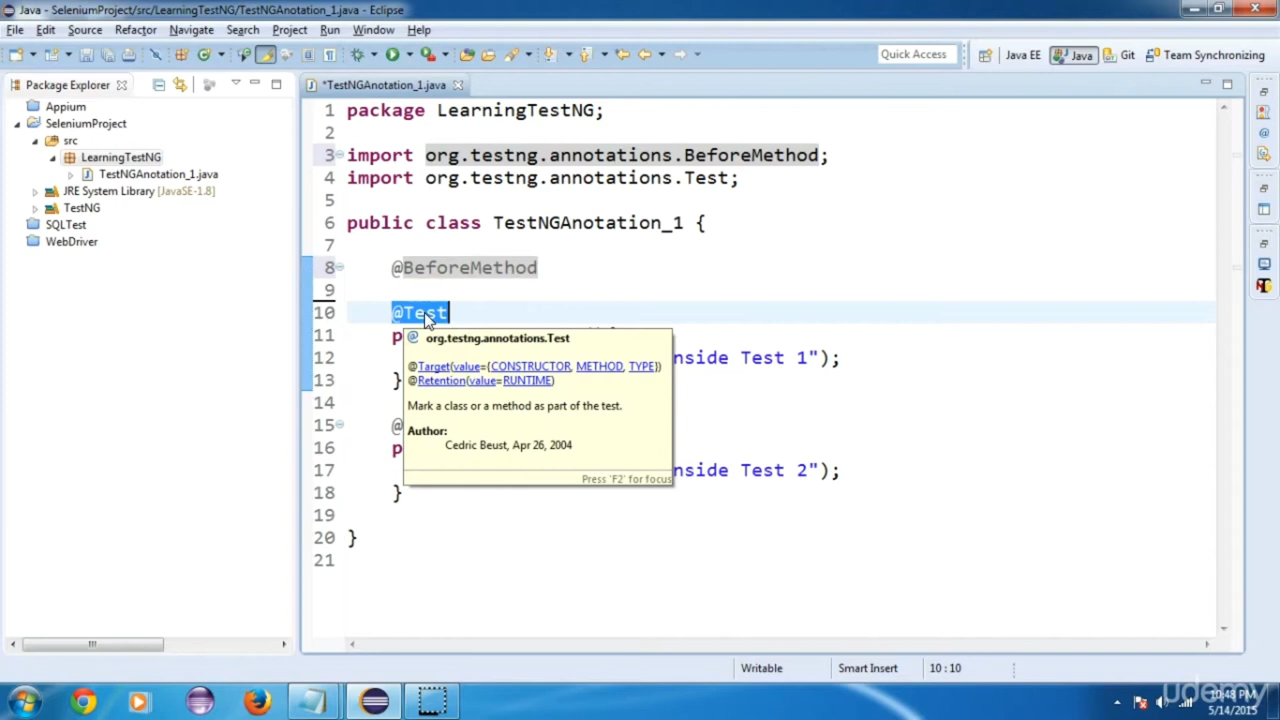 Java - SeleniumProject/src/LearningTestNG/TestNGAnotation_1.java - Eclipse
File Edit Source Refactor Navigate Search Project Run Window Help
Quick Access Java EE Java Git Team Synchronizing
Package Explorer
*TestNGAnotation_1.java
Appium
SeleniumProject
src
LearningTestNG
TestNGAnotation_1.java
JRE System Library [JavaSE-1.8]
TestNG
SQLTest
WebDriver
1 package LearningTestNG;
2
3 import org.testng.annotations.BeforeMethod;
4 import org.testng.annotations.Test;
5
6 public class TestNGAnotation_1 {
7
8 @BeforeMethod
9
10 @Test
11 p
12 nside Test 1");
13 }
14
15 @
16 p
17 nside Test 2");
18 }
19
20 }
21
@ org.testng.annotations.Test
@Target(value={CONSTRUCTOR, METHOD, TYPE})
@Retention(value=RUNTIME)
Mark a class or a method as part of the test.
Author:
Cedric Beust, Apr 26, 2004
Press 'F2' for focus
Writable Smart Insert 10 : 10
udemy
10:48 PM
5/14/2015